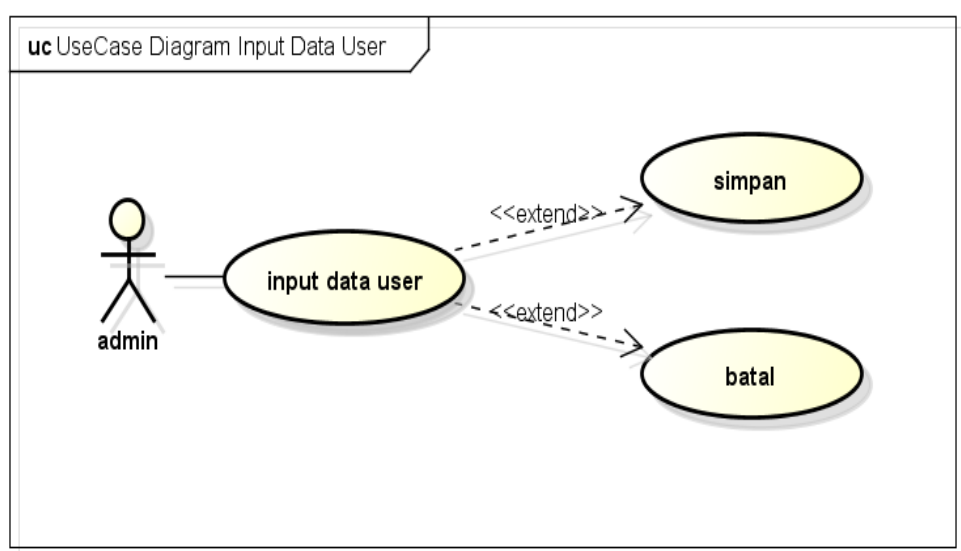 uc UseCase Diagram Input Data User
simpan
<<extend>>
input data user
<<extend>>
admin
batal